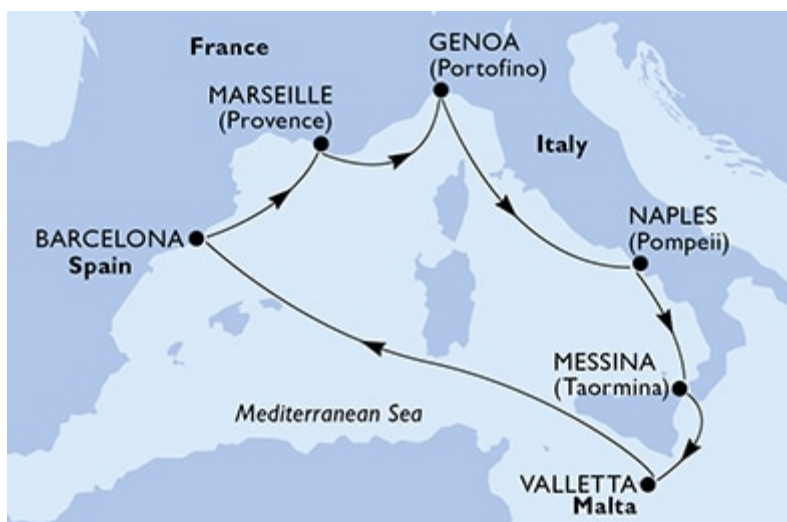 France
GENOA
(Portofino)
MARSEILLE
(Provence)
Italy
NAPLES
(Pompeii)
BARCELONA
Spain
MESSINA
(Taormina)
Mediterranean Sea
VALLETTA
Malta